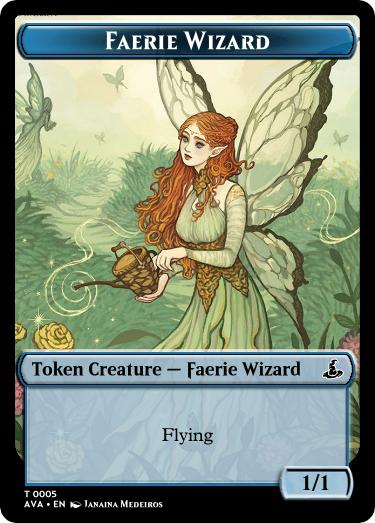 Faerie Wizard
Token Creature — Faerie Wizard
Flying
1/1
T 0005
AVA • EN Janaina Medeiros